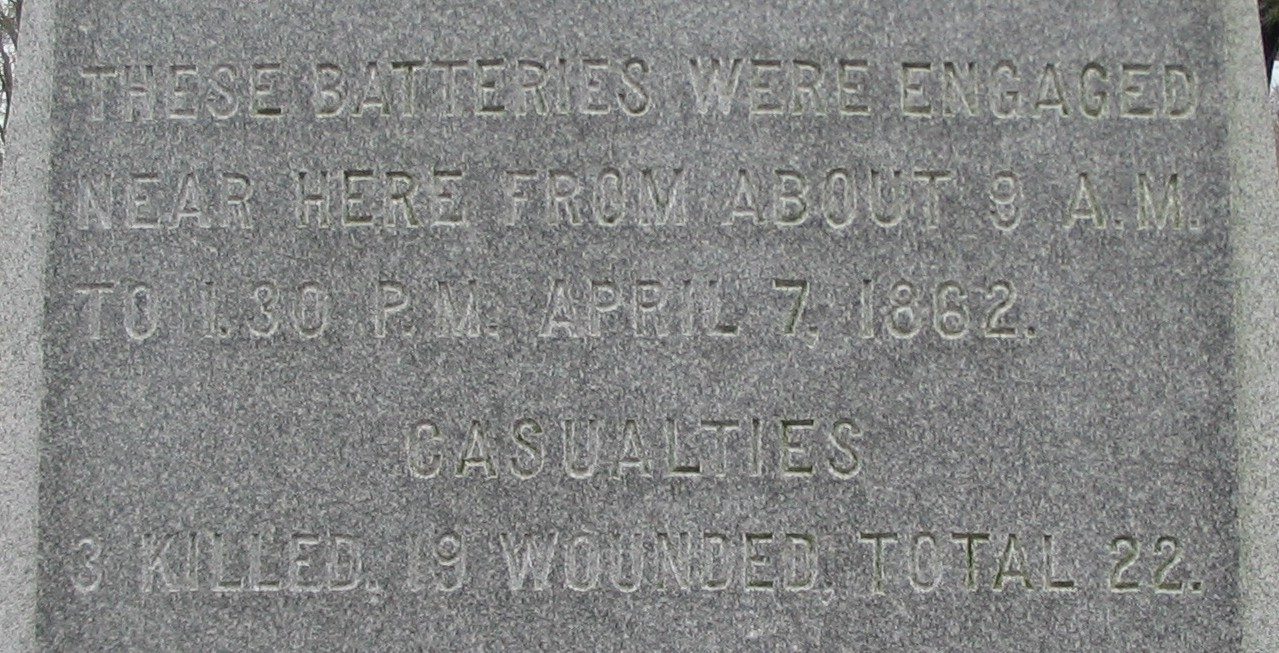 THESE BATTERIES WERE ENGAGED
NEAR HERE FROM ABOUT 9 A.M.
TO 1.30 P.M. APRIL 7, 1862.
CASUALTIES
3 KILLED, 19 WOUNDED, TOTAL 22.